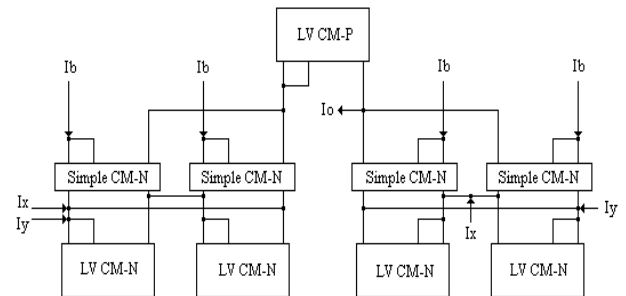 LV CM-P
Ib Ib Ib Ib
Io
Simple CM-N Simple CM-N Simple CM-N Simple CM-N
Ix
Iy Iy
Ix
LV CM-N LV CM-N LV CM-N LV CM-N